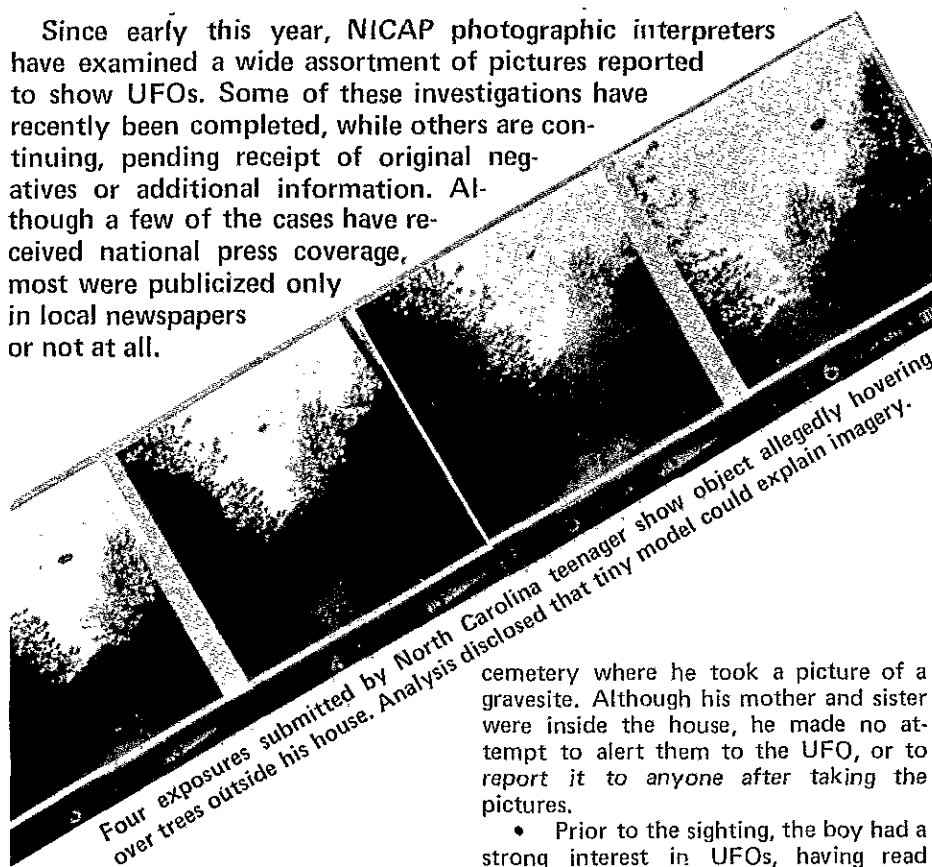 Since early this year, NICAP photographic interpreters
have examined a wide assortment of pictures reported
to show UFOs. Some of these investigations have
recently been completed, while others are con-
tinuing, pending receipt of original neg-
atives or additional information. Al-
though a few of the cases have re-
ceived national press coverage,
most were publicized only
in local newspapers
or not at all.
Four exposures submitted by North Carolina teenager show object allegedly hovering
over trees outside his house. Analysis disclosed that tiny model could explain imagery.
cemetery where he took a picture of a
gravesite. Although his mother and sister
were inside the house, he made no at-
tempt to alert them to the UFO, or to
report it to anyone after taking the
pictures.
• Prior to the sighting, the boy had a
strong interest in UFOs, having read